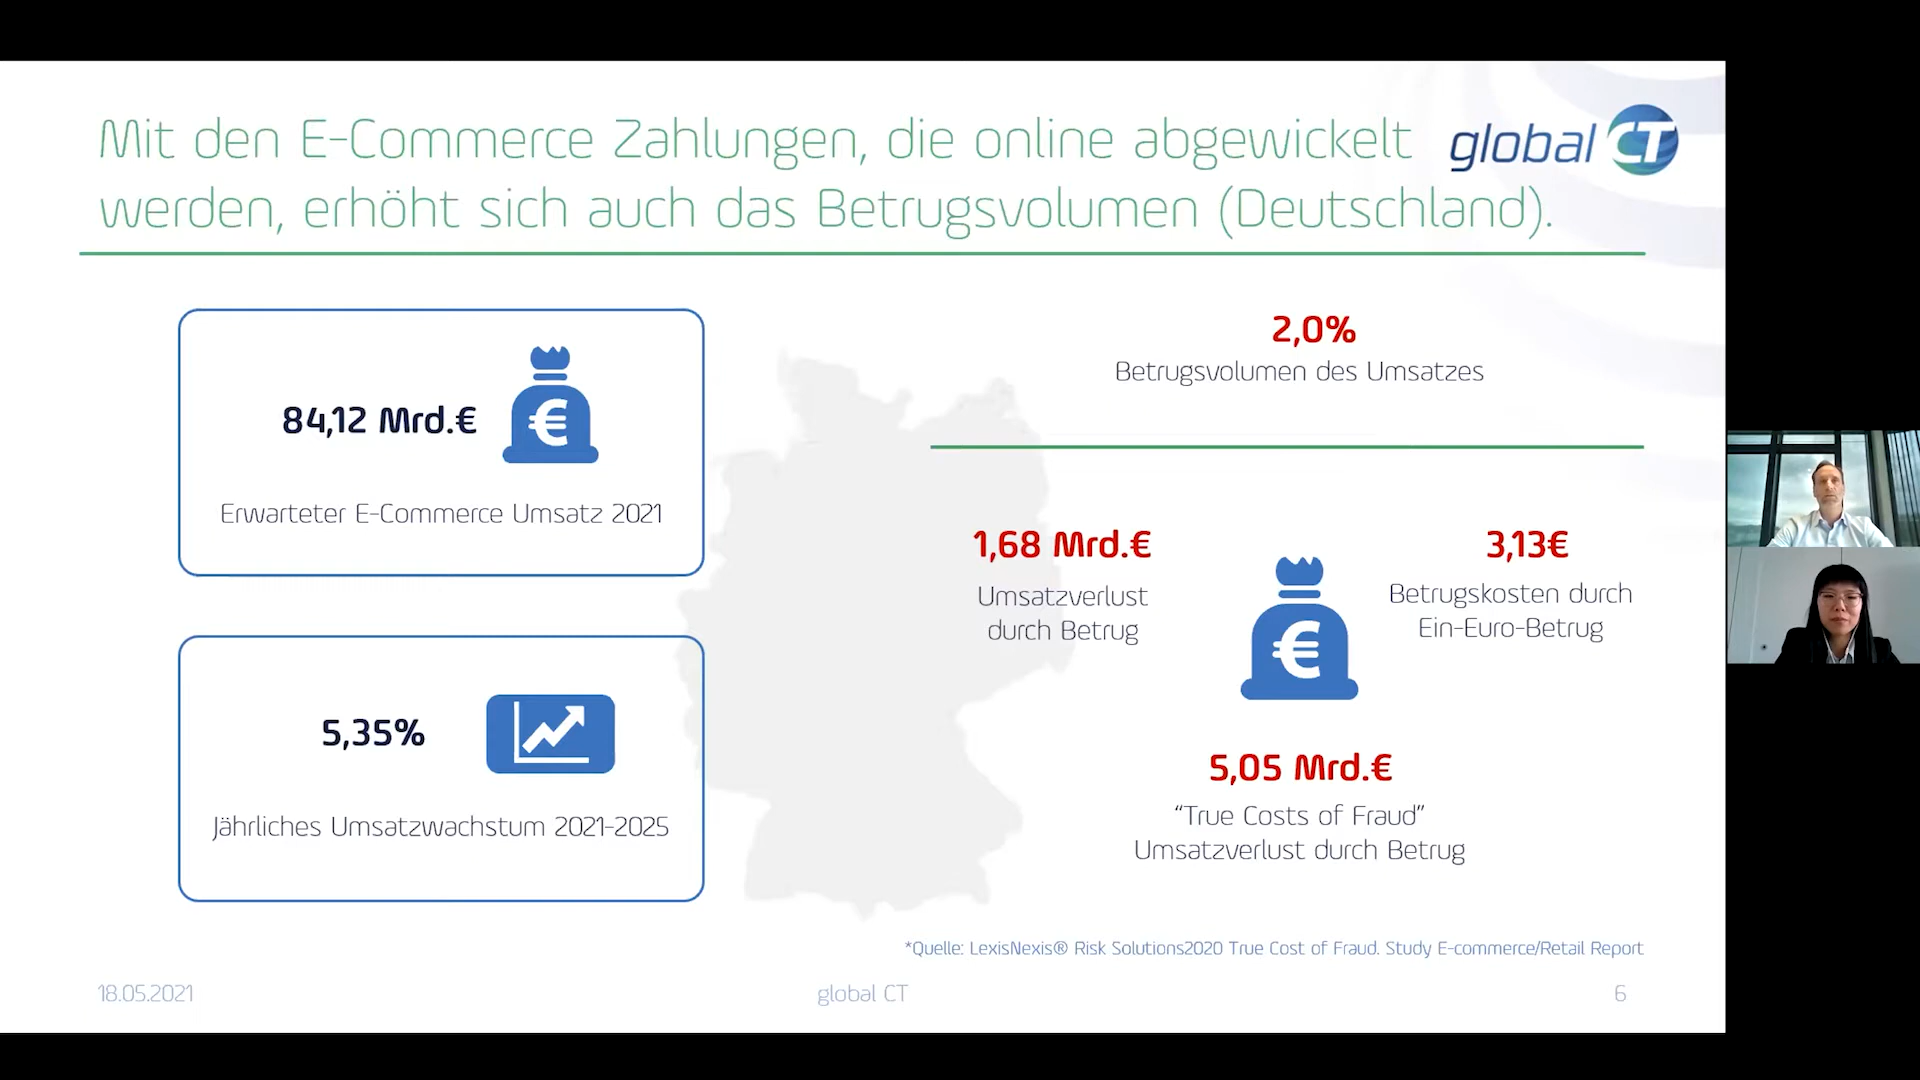 Mit den E-Commerce Zahlungen, die online abgewickelt
werden, erhöht sich auch das Betrugsvolumen (Deutschland).
global CT
84,12 Mrd.€
€
Erwarteter E-Commerce Umsatz 2021
5,35%
Jährliches Umsatzwachstum 2021-2025
2,0%
Betrugsvolumen des Umsatzes
1,68 Mrd.€
Umsatzverlust
durch Betrug
€
3,13€
Betrugskosten durch
Ein-Euro-Betrug
5,05 Mrd.€
“True Costs of Fraud”
Umsatzverlust durch Betrug
*Quelle: LexisNexis® Risk Solutions2020 True Cost of Fraud. Study E-commerce/Retail Report
18.05.2021
global CT
6